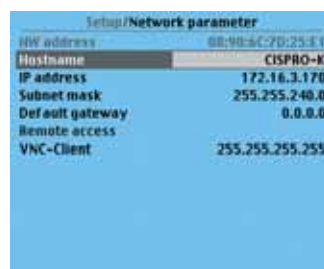 Setup/Network parameter
HW address
Hostname CISPRO-K
IP address 172.16.3.170
Subnet mask 255.255.240.0
Default gateway 0.0.0.0
Remote access
VNC-Client 255.255.255.255